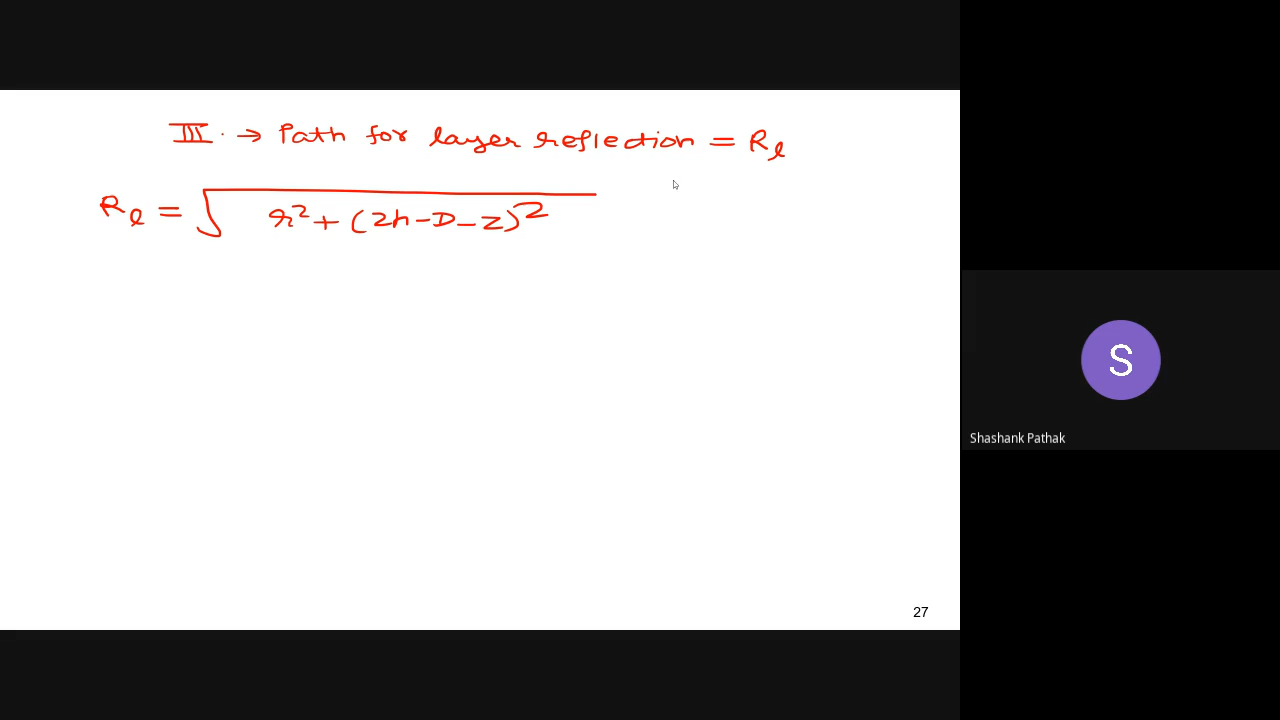 III. → Path for layer reflection = Rℓ
Rℓ = √(r² + (2h-D-z)²)
S
Shashank Pathak
27